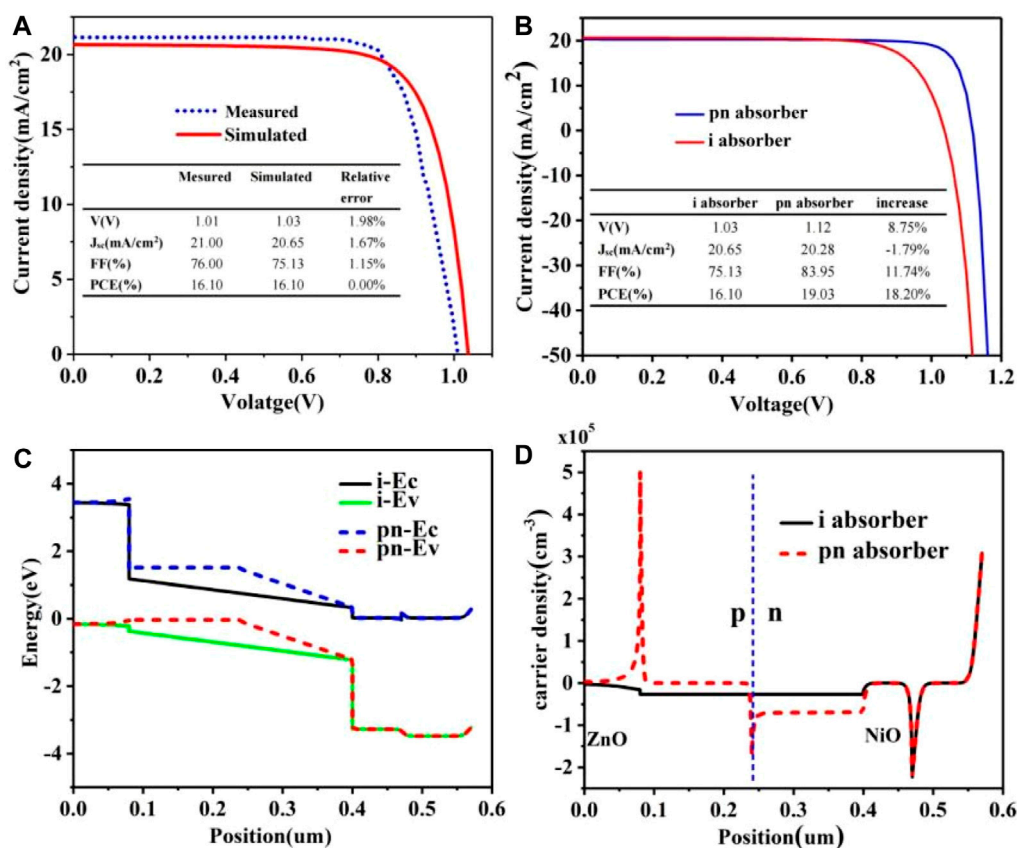 A
Current density(mA/cm²)
20
15
10
5
0
Measured
Simulated
Mesured Simulated Relative error
V(V) 1.01 1.03 1.98%
Jsc(mA/cm²) 21.00 20.65 1.67%
FF(%) 76.00 75.13 1.15%
PCE(%) 16.10 16.10 0.00%
0.0 0.2 0.4 0.6 0.8 1.0
Volatge(V)
B
Current density(mA/cm²)
20
10
0
-10
-20
-30
-40
-50
pn absorber
i absorber
i absorber pn absorber increase
V(V) 1.03 1.12 8.75%
Jsc(mA/cm²) 20.65 20.28 -1.79%
FF(%) 75.13 83.95 11.74%
PCE(%) 16.10 19.03 18.20%
0.0 0.2 0.4 0.6 0.8 1.0 1.2
Voltage(V)
C
Energy(eV)
4
2
0
-2
-4
i-Ec
i-Ev
pn-Ec
pn-Ev
0.0 0.1 0.2 0.3 0.4 0.5 0.6
Position(um)
D
x10⁵
carrier density(cm⁻³)
5
4
3
2
1
0
-1
-2
i absorber
pn absorber
p n
ZnO
NiO
0.0 0.1 0.2 0.3 0.4 0.5 0.6
Position(um)